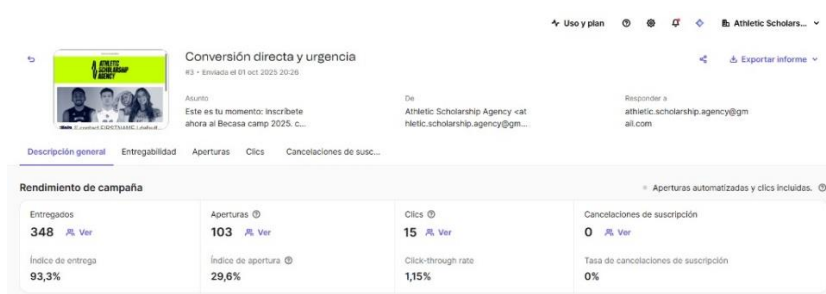 Uso y plan
Athletic Scholars...
ATHLETIC
SCHOLARSHIP
AGENCY
Conversión directa y urgencia
#3 • Enviada el 01 oct 2025 20:26
Exportar informe
Asunto
Este es tu momento: Inscríbete
ahora al Becasa camp 2025. c...
De
Athletic Scholarship Agency <at
hletic.scholarship.agency@gm...
Responder a
athletic.scholarship.agency@gm
ail.com
Descripción general Entregabilidad Aperturas Clics Cancelaciones de susc...
Rendimiento de campaña
Aperturas automatizadas y clics incluidas.
Entregados Aperturas Clics Cancelaciones de suscripción
348 Ver 103 Ver 15 Ver 0 Ver
Índice de entrega Índice de apertura Click-through rate Tasa de cancelaciones de suscripción
93,3% 29,6% 1,15% 0%